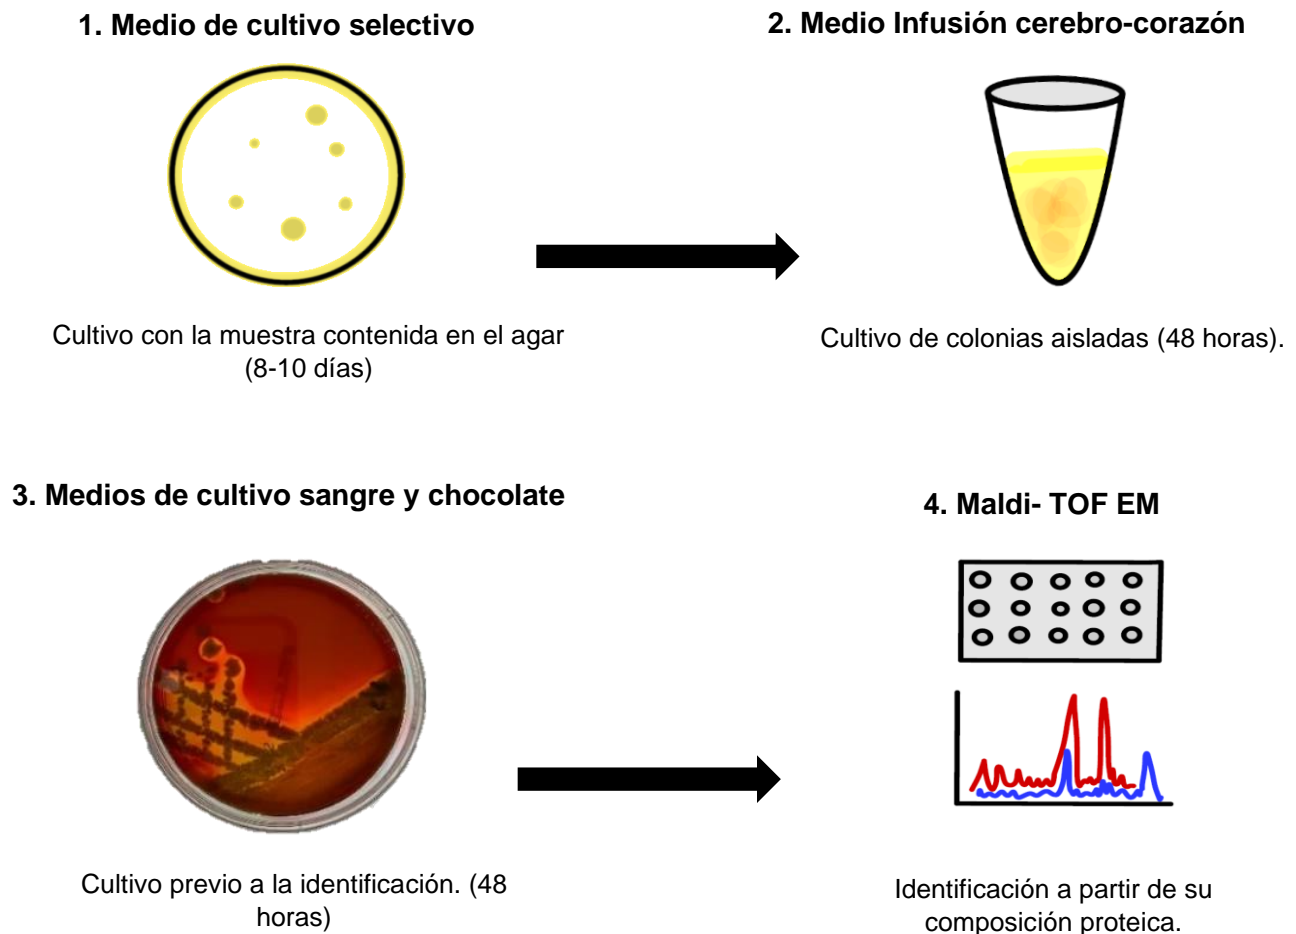 1. Medio de cultivo selectivo
2. Medio Infusión cerebro-corazón
Cultivo con la muestra contenida en el agar
(8-10 días)
Cultivo de colonias aisladas (48 horas).
3. Medios de cultivo sangre y chocolate
4. Maldi- TOF EM
Cultivo previo a la identificación. (48
horas)
Identificación a partir de su
composición proteica.